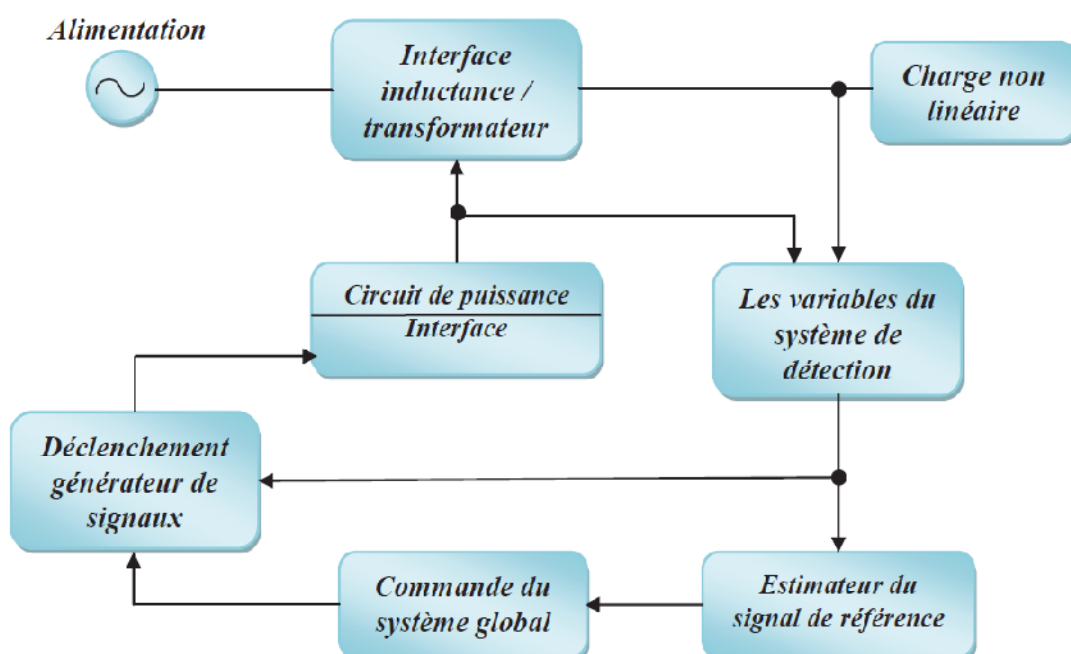 Alimentation
Interface
inductance /
transformateur
Charge non
linéaire
Circuit de puissance
Interface
Les variables du
système de
détection
Déclenchement
générateur de
signaux
Commande du
système global
Estimateur du
signal de référence